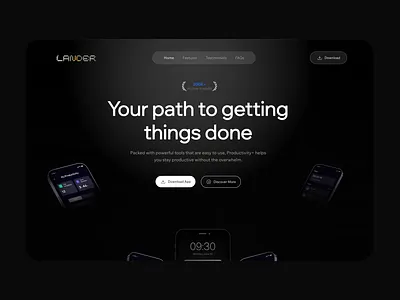 LANDER
Home Features Testimonials FAQs
Download
Your path to getting
things done
Packed with powerful tools that are easy to use, Productivity+ helps
you stay productive without the overwhelm.
Download App
Discover More
09:30